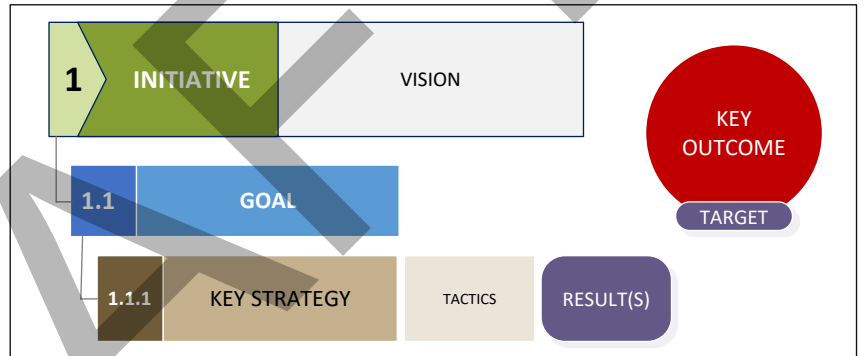 1 INITIATIVE VISION
KEY
OUTCOME
1.1 GOAL
TARGET
1.1.1 KEY STRATEGY TACTICS RESULT(S)